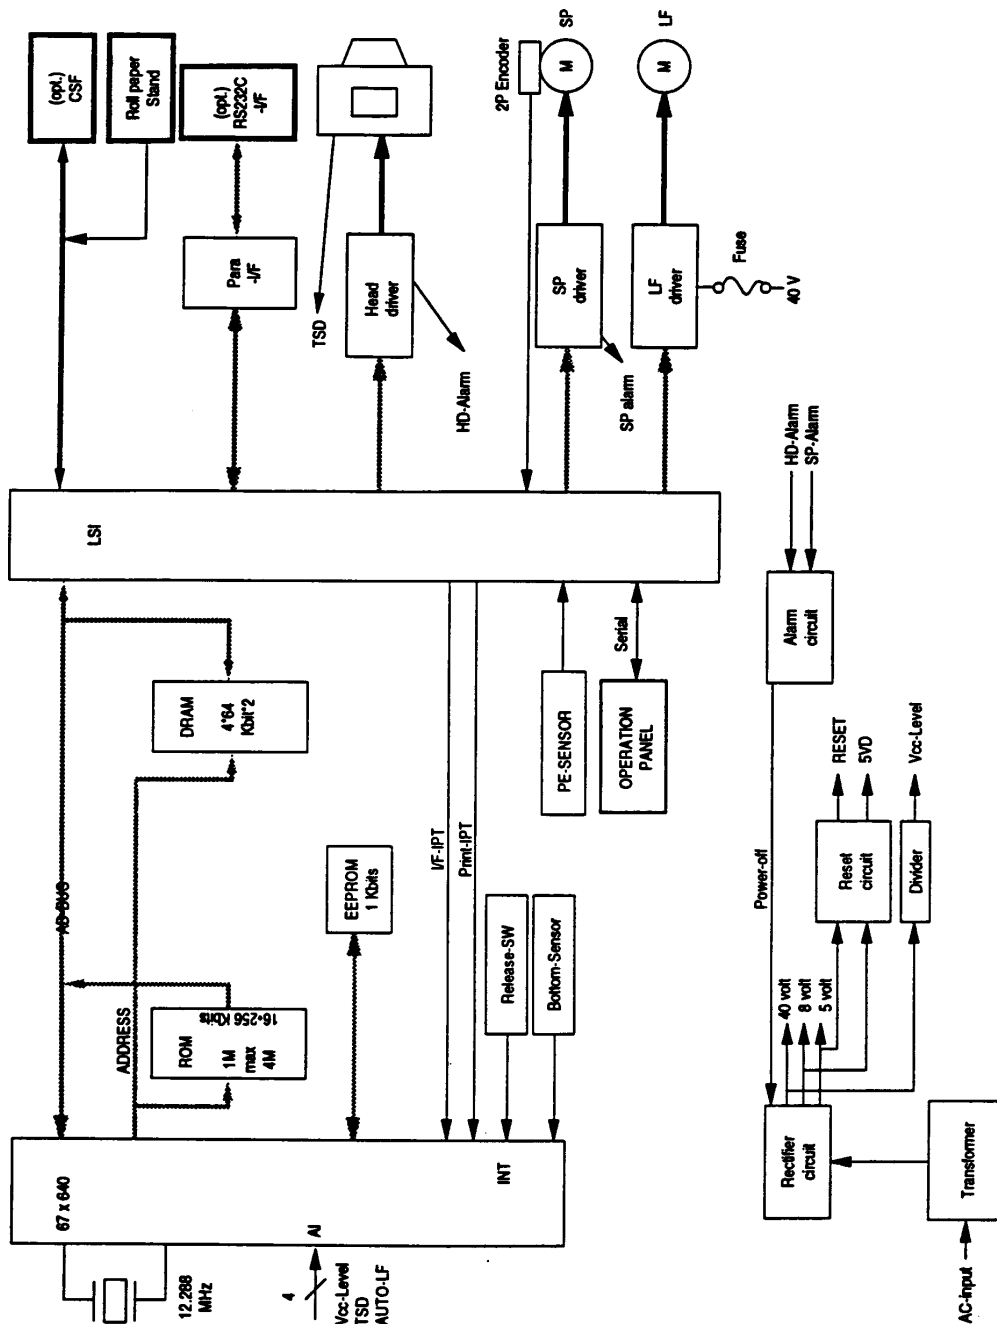 (opt.)
CSF
Roll peper
Stand
(opt.)
RS232C
-I/F
Para
-I/F
TSD
Head
driver
HD-Alarm
2P Encoder
SP
M
SP
driver
SP alarm
LF
M
LF
driver
Fuse
40 V
LSI
AD-BUS
DRAM
4*64
Kbit*2
ADDRESS
ROM
1M
max
4M
16+256 Kbits
EEPROM
1 Kbits
I/F-IPT
Print-IPT
PE-SENSOR
Serial
OPERATION
PANEL
Release-SW
Bottom-Sensor
67 x 640
INT
AI
12.288
MHz
4
Vcc-Level
TSD
AUTO-LF
HD-Alarm
SP-Alarm
Alarm
circuit
Power-off
RESET
5VD
Vcc-Level
Reset
circuit
Divider
40 volt
8 volt
5 volt
Rectifier
circuit
Transformer
AC-input